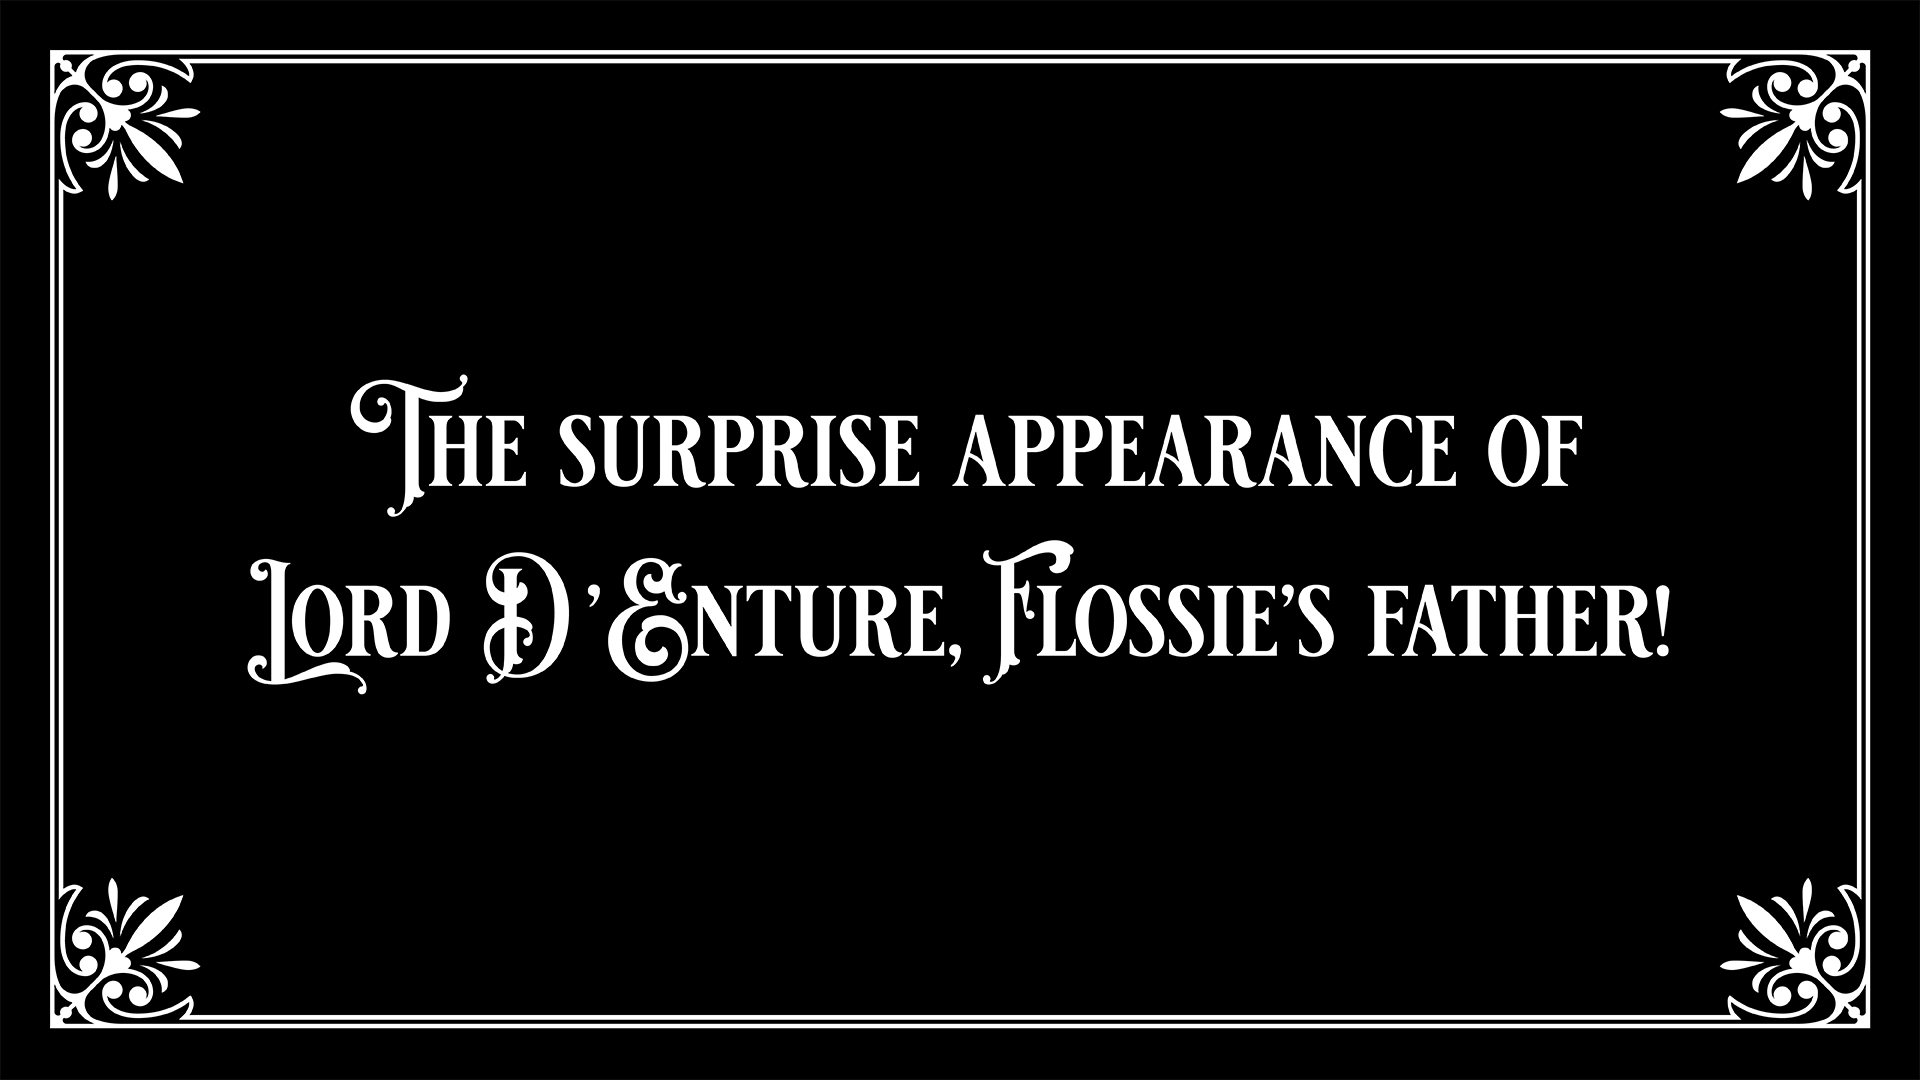 The surprise appearance of
Lord D'Enture, Flossie's father!